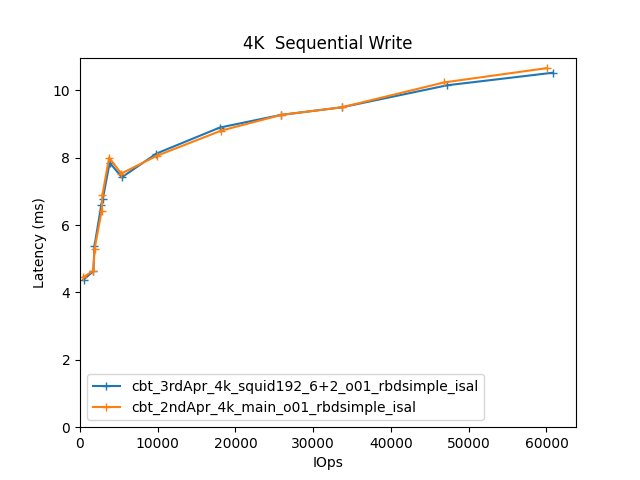 4K  Sequential Write
10
8
6
4
2
0
Latency (ms)
cbt_3rdApr_4k_squid192_6+2_o01_rbdsimple_isal
cbt_2ndApr_4k_main_o01_rbdsimple_isal
0 10000 20000 30000 40000 50000 60000
IOps